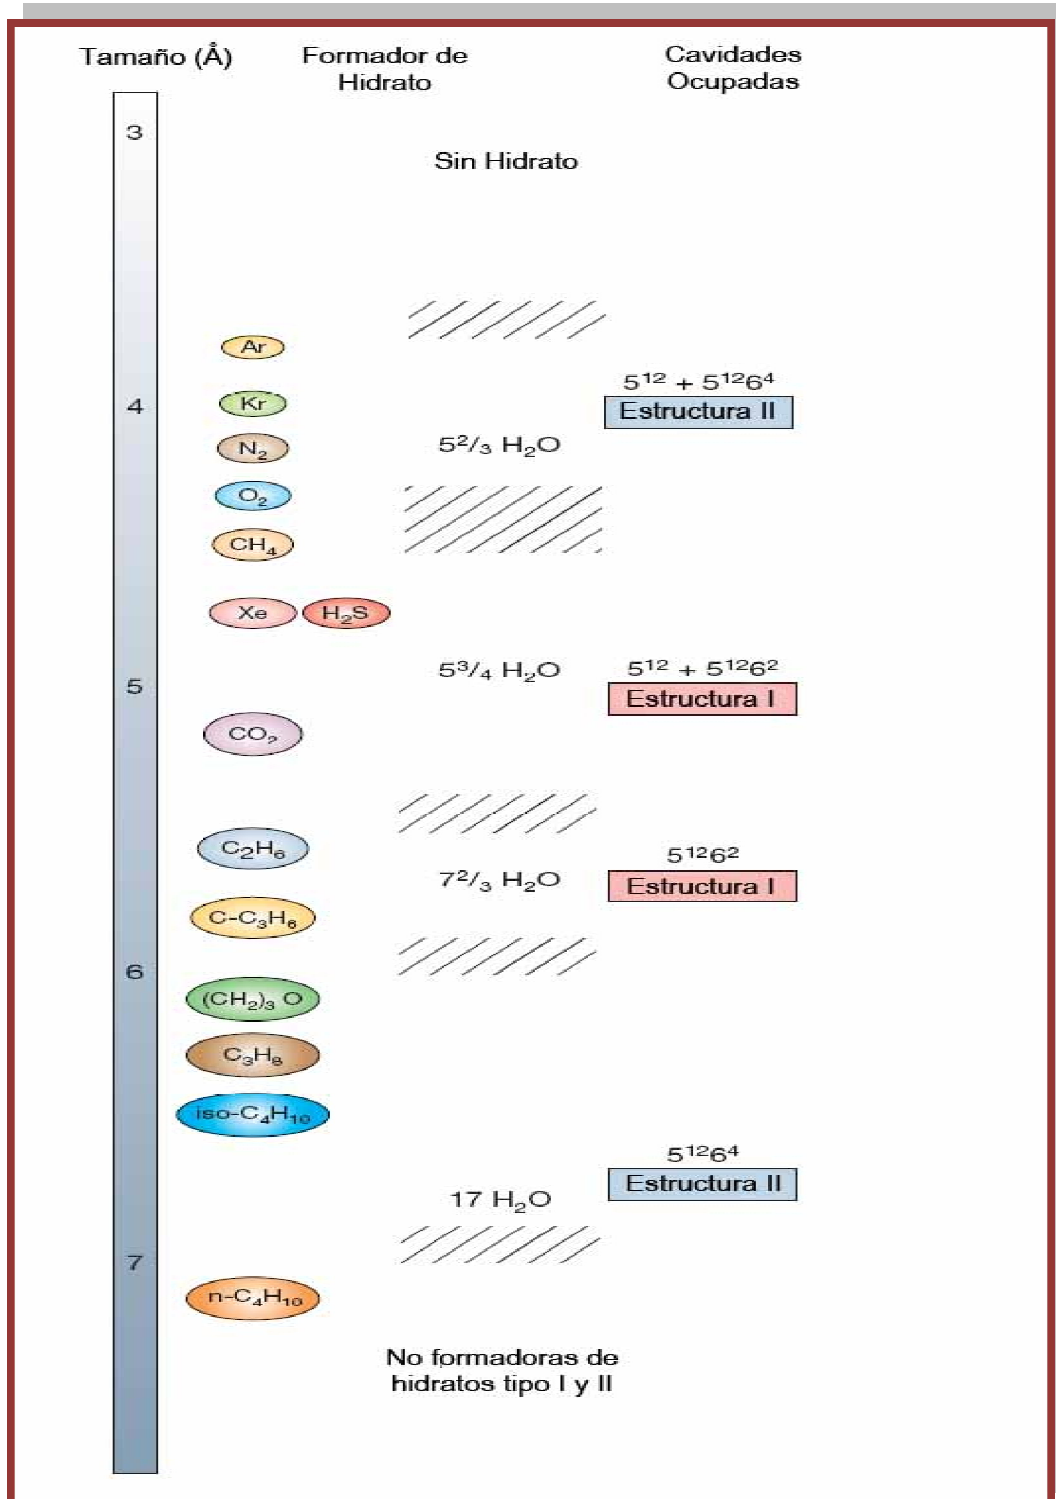 Tamaño (Å)
Formador de
Hidrato
Cavidades
Ocupadas
3
Sin Hidrato
Ar
5¹² + 5¹²6⁴
4
Kr
Estructura II
N₂
5²/₃ H₂O
O₂
CH₄
Xe
H₂S
5³/₄ H₂O
5¹² + 5¹²6²
5
Estructura I
CO₂
C₂H₆
5¹²6²
7²/₃ H₂O
Estructura I
C-C₃H₆
6
(CH₂)₃ O
C₃H₈
iso-C₄H₁₀
5¹²6⁴
Estructura II
17 H₂O
7
n-C₄H₁₀
No formadoras de
hidratos tipo I y II